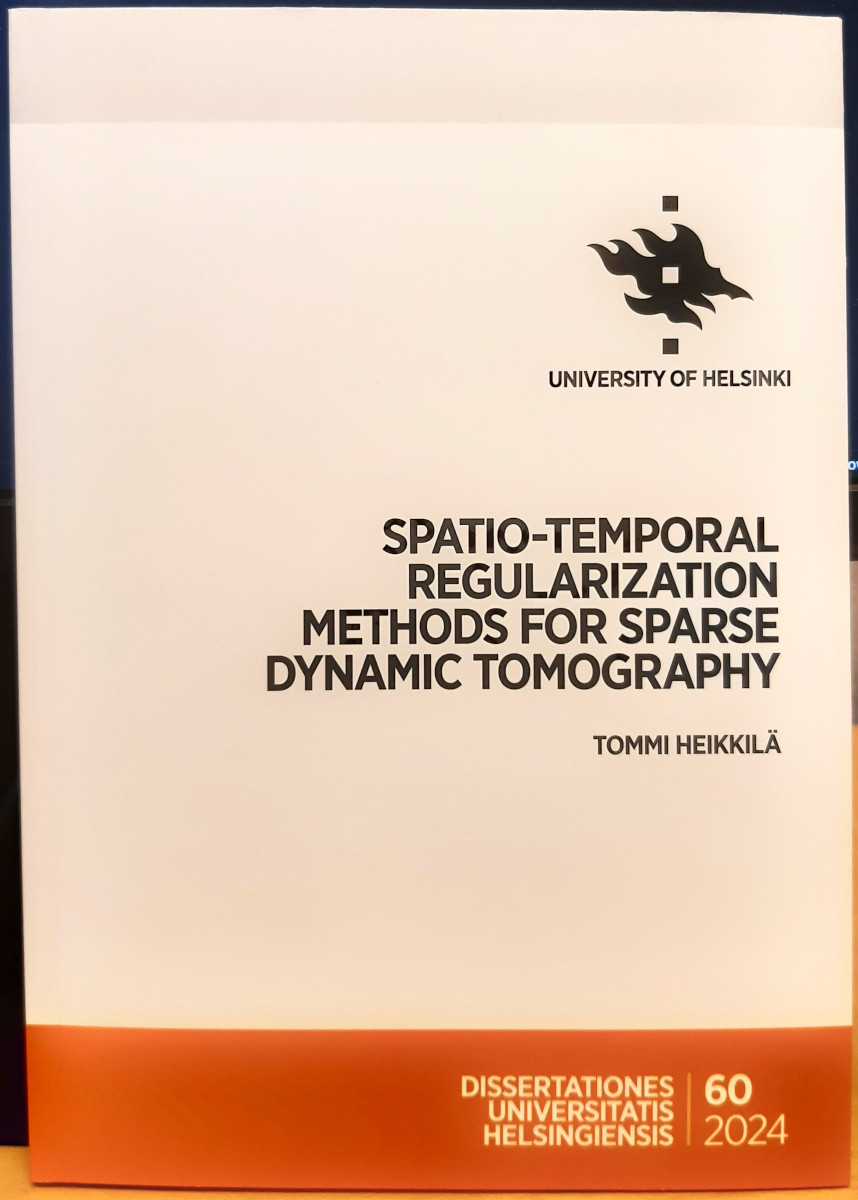 UNIVERSITY OF HELSINKI
SPATIO-TEMPORAL
REGULARIZATION
METHODS FOR SPARSE
DYNAMIC TOMOGRAPHY
TOMMI HEIKKILÄ
DISSERTATIONES
UNIVERSITATIS
HELSINGIENSIS
60
2024